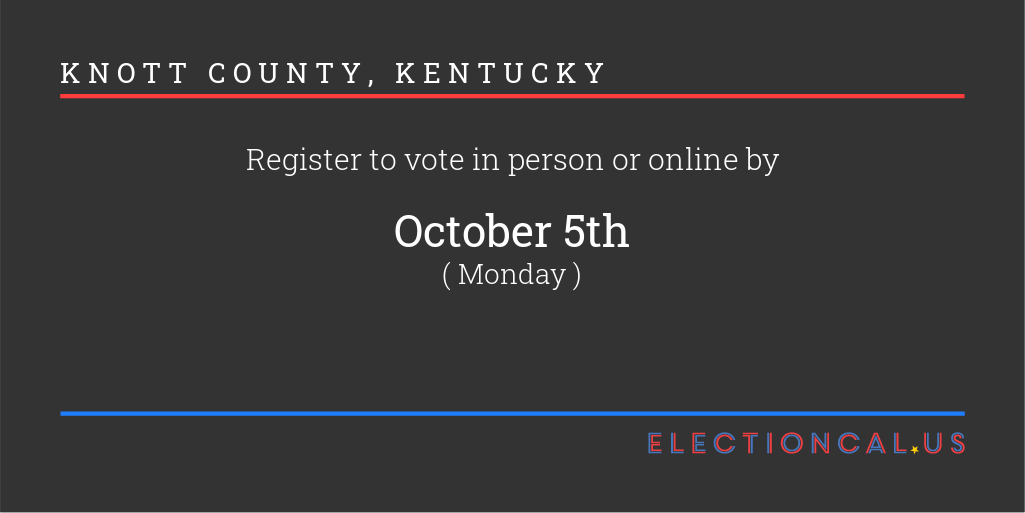 KNOTT COUNTY, KENTUCKY
Register to vote in person or online by
October 5th
( Monday )
ELECTIONCAL.US